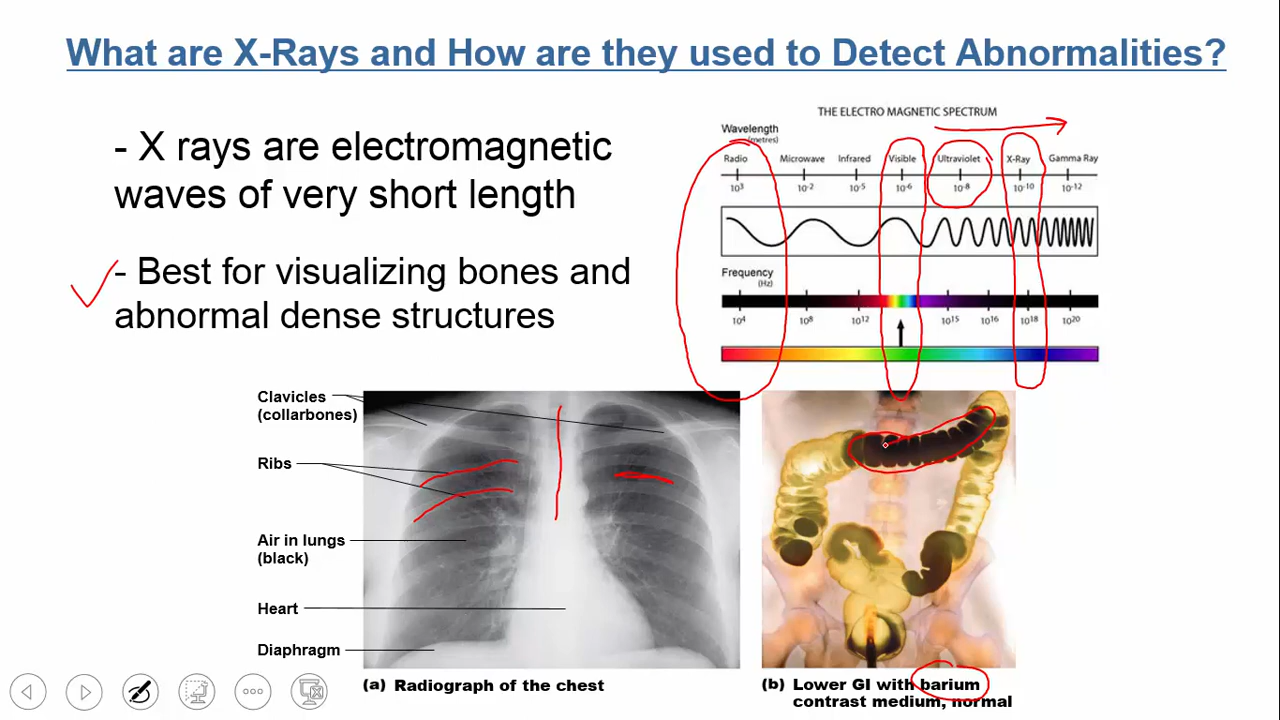 What are X-Rays and How are they used to Detect Abnormalities?
- X rays are electromagnetic
waves of very short length
- Best for visualizing bones and
abnormal dense structures
THE ELECTRO MAGNETIC SPECTRUM
Wavelength
(metres)
Radio Microwave Infrared Visible Ultraviolet X-Ray Gamma Ray
10³ 10⁻² 10⁻⁵ 10⁻⁶ 10⁻⁸ 10⁻¹⁰ 10⁻¹²
Frequency
(Hz)
10⁴ 10⁸ 10¹² 10¹⁵ 10¹⁶ 10¹⁸ 10²⁰
Clavicles
(collarbones)
Ribs
Air in lungs
(black)
Heart
Diaphragm
(a) Radiograph of the chest
(b) Lower GI with barium
contrast medium, normal